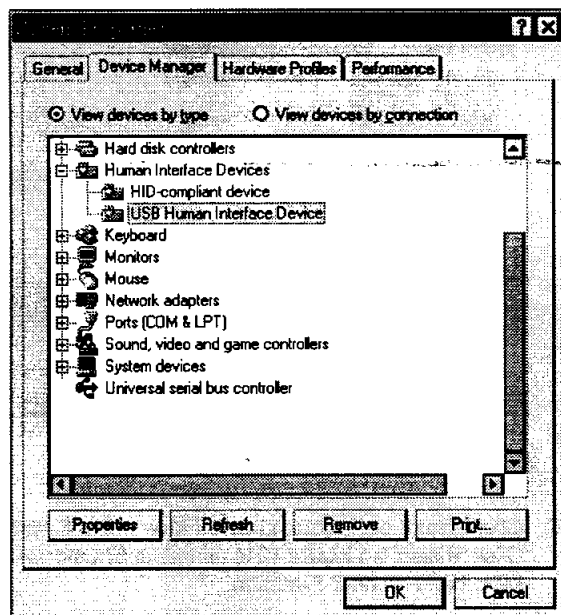 General Device Manager Hardware Profiles Performance
View devices by type View devices by connection
Hard disk controllers
Human Interface Devices
HID-compliant device
USB Human Interface Device
Keyboard
Monitors
Mouse
Network adapters
Ports (COM & LPT)
Sound, video and game controllers
System devices
Universal serial bus controller
Properties Refresh Remove Print...
OK Cancel